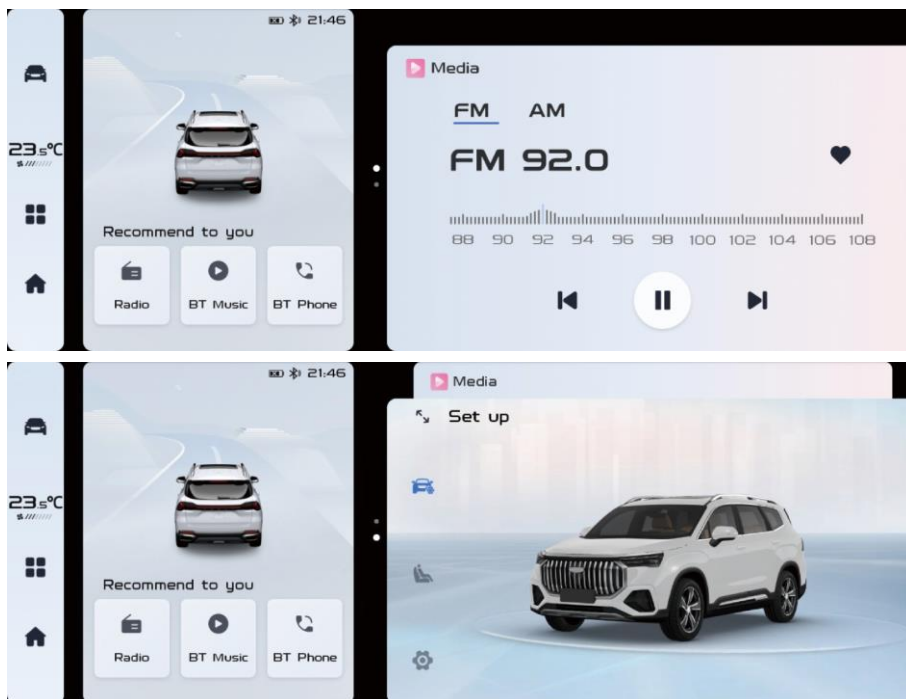 21:46
Media
FM AM
23.5°C
FM 92.0
Recommend to you
88 90 92 94 96 98 100 102 104 106 108
Radio BT Music BT Phone
21:46
Media
Set up
23.5°C
Recommend to you
Radio BT Music BT Phone